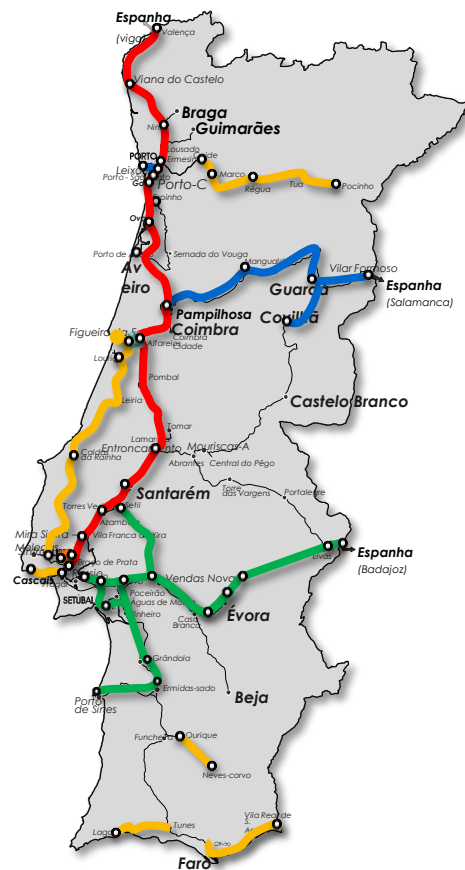 Espanha
(vigo)
Valença
Viana do Castelo
Braga
Nine
Guimarães
Lousado
PORTO
Ermesinde
Leixões
Marco
Régua
Tua
Pocinho
Porto-C
Espinho
Ovar
Porto de
Sernada do Vougo
Mangualde
Vilar Formoso
Aveiro
Guarda
Espanha
(Salamanca)
Pampilhosa
Covilhã
Coimbra
Figueira da Foz
Coimbra
Cidade
Alfarelos
Louriçal
Pombal
Leiria
Castelo Branco
Tomar
Lamarosa
Mouriscas-A
Entroncamento
Caldas
da Rainha
Abrantes
Central do Pêgo
Torre
das Vargens
Portalegre
Santarém
Setil
Torres Vedras
Azambuja
Mira Sintra –
Meleças
Vila Franca de Xira
Elvas
Espanha
(Badajoz)
Braço de Prata
Cascais
Vendas Novas
Poceirão
Aguas de Moura
SETÚBAL
Pinheiro
Casa
Branca
Évora
Grândola
Beja
Ermidas-sado
Porto
de Sines
Funcheira
Ourique
Neves-corvo
Lagos
Tunes
Vila Real de
S.
Faro